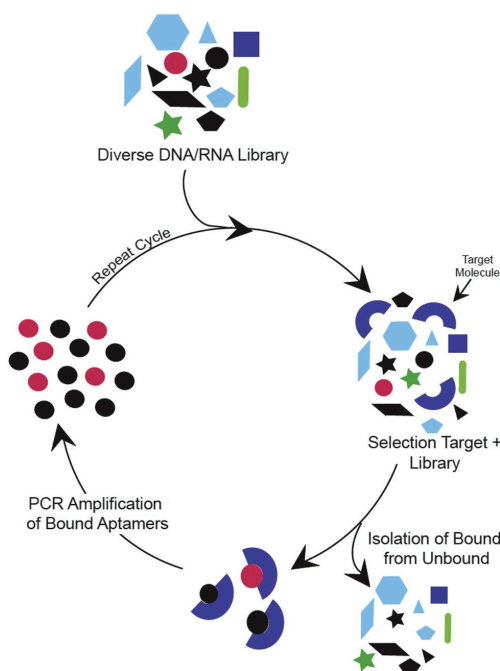 Diverse DNA/RNA Library
Repeat Cycle
Target
Molecule
Selection Target +
Library
PCR Amplification
of Bound Aptamers
Isolation of Bound
from Unbound